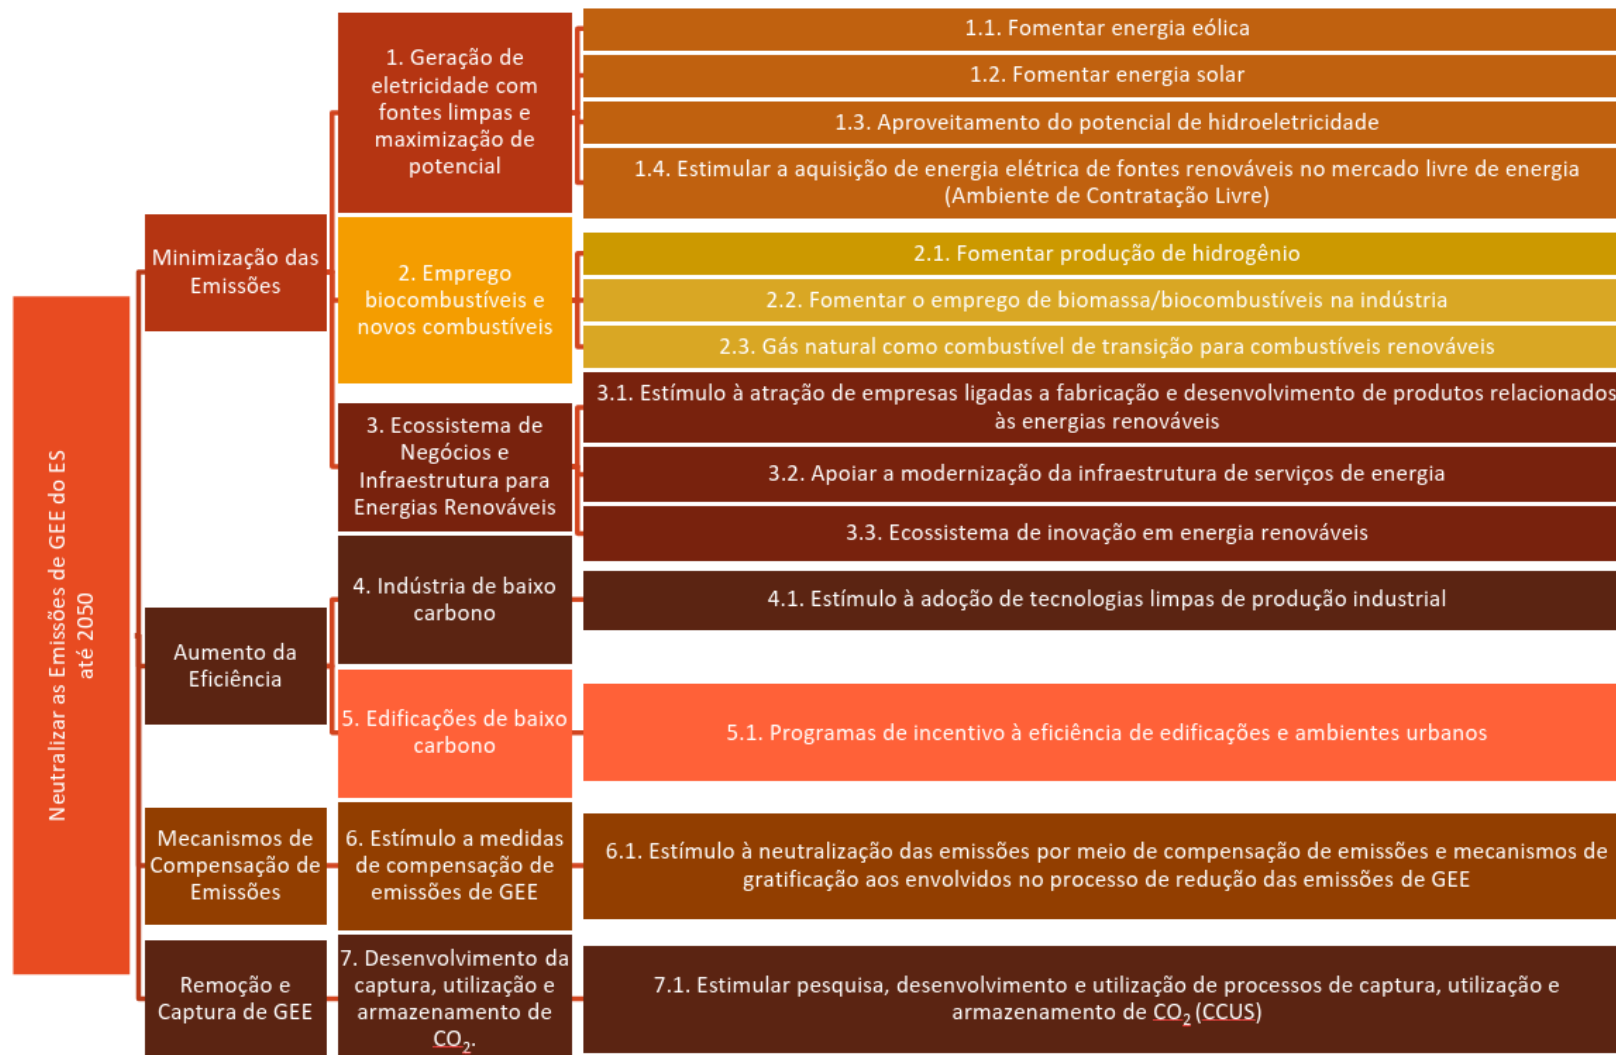 Neutralizar as Emissões de GEE do ES
até 2050
Minimização das
Emissões
1. Geração de
eletricidade com
fontes limpas e
maximização de
potencial
1.1. Fomentar energia eólica
1.2. Fomentar energia solar
1.3. Aproveitamento do potencial de hidroeletricidade
1.4. Estimular a aquisição de energia elétrica de fontes renováveis no mercado livre de energia
(Ambiente de Contratação Livre)
2. Emprego
biocombustíveis e
novos combustíveis
2.1. Fomentar produção de hidrogênio
2.2. Fomentar o emprego de biomassa/biocombustíveis na indústria
2.3. Gás natural como combustível de transição para combustíveis renováveis
3. Ecossistema de
Negócios e
Infraestrutura para
Energias Renováveis
3.1. Estímulo à atração de empresas ligadas a fabricação e desenvolvimento de produtos relacionados
às energias renováveis
3.2. Apoiar a modernização da infraestrutura de serviços de energia
3.3. Ecossistema de inovação em energia renováveis
Aumento da
Eficiência
4. Indústria de baixo
carbono
4.1. Estímulo à adoção de tecnologias limpas de produção industrial
5. Edificações de baixo
carbono
5.1. Programas de incentivo à eficiência de edificações e ambientes urbanos
Mecanismos de
Compensação de
Emissões
6. Estímulo a medidas
de compensação de
emissões de GEE
6.1. Estímulo à neutralização das emissões por meio de compensação de emissões e mecanismos de
gratificação aos envolvidos no processo de redução das emissões de GEE
Remoção e
Captura de GEE
7. Desenvolvimento da
captura, utilização e
armazenamento de
CO₂.
7.1. Estimular pesquisa, desenvolvimento e utilização de processos de captura, utilização e
armazenamento de CO₂ (CCUS)